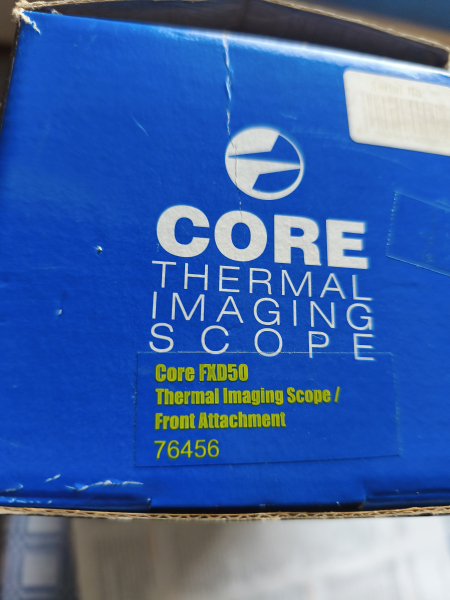 CORE
THERMAL
IMAGING
SCOPE
Core FXD50
Thermal Imaging Scope /
Front Attachment
76456